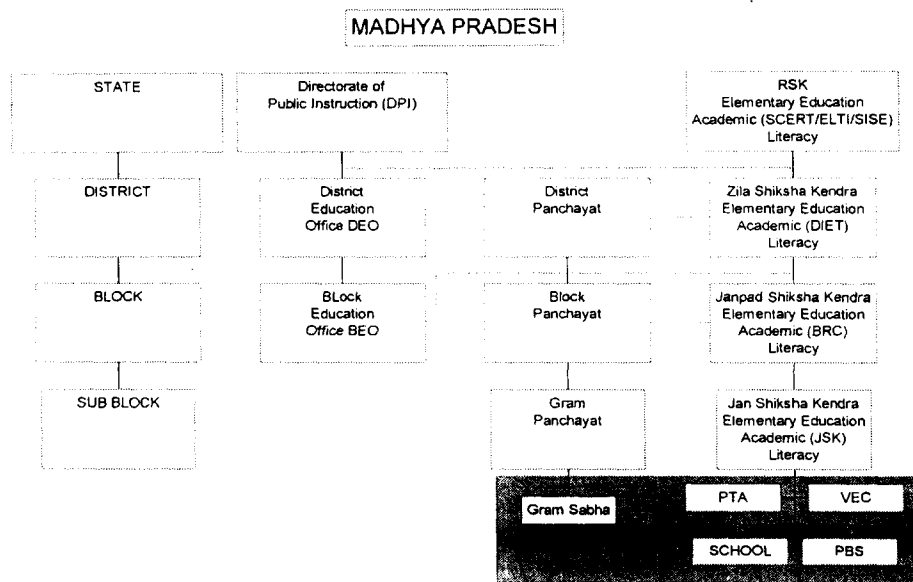 MADHYA PRADESH
STATE
Directorate of
Public Instruction (DPI)
RSK
Elementary Education
Academic (SCERT/ELTI/SISE)
Literacy
DISTRICT
District
Education
Office DEO
District
Panchayat
Zila Shiksha Kendra
Elementary Education
Academic (DIET)
Literacy
BLOCK
BLock
Education
Office BEO
Block
Panchayat
Janpad Shiksha Kendra
Elementary Education
Academic (BRC)
Literacy
SUB BLOCK
Gram
Panchayat
Jan Shiksha Kendra
Elementary Education
Academic (JSK)
Literacy
Gram Sabha
PTA
VEC
SCHOOL
PBS